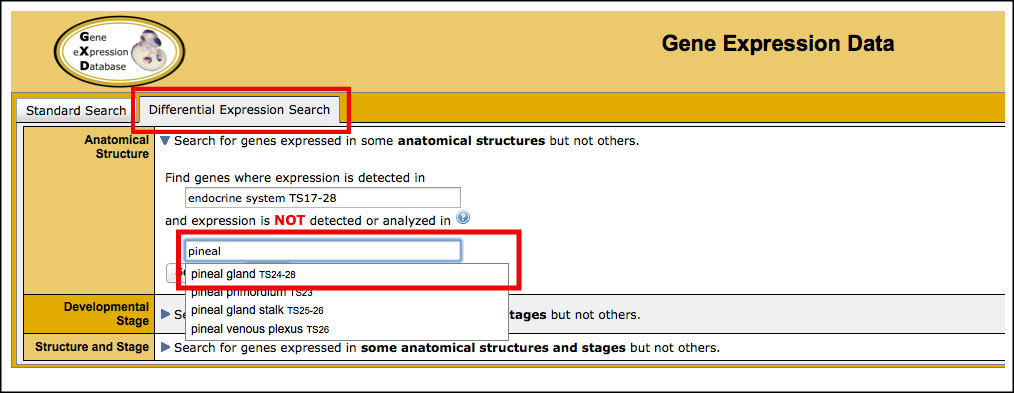 Gene
eXpression
Database
Gene Expression Data
Standard Search
Differential Expression Search
Anatomical
Structure
Search for genes expressed in some anatomical structures but not others.
Find genes where expression is detected in
endocrine system TS17-28
and expression is NOT detected or analyzed in
pineal
pineal gland TS24-28
pineal primordium TS23
pineal gland stalk TS25-26
pineal venous plexus TS26
Developmental
Stage
tages but not others.
Structure and Stage
Search for genes expressed in some anatomical structures and stages but not others.